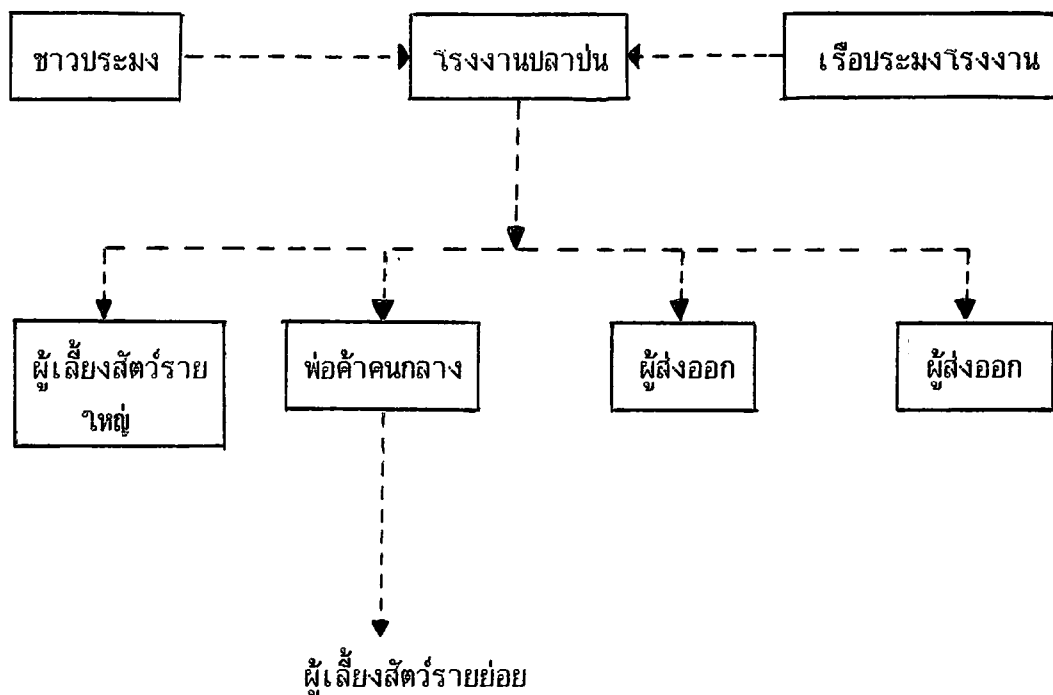 ชาวประมง
โรงงานปลาป่น
เรือประมงโรงงาน
ผู้เลี้ยงสัตว์ราย
ใหญ่
พ่อค้าคนกลาง
ผู้ส่งออก
ผู้ส่งออก
ผู้เลี้ยงสัตว์รายย่อย